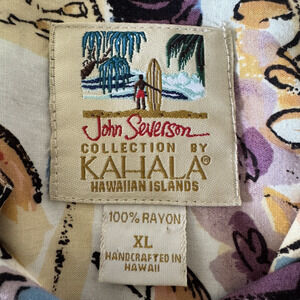 John Severson
COLLECTION BY
KAHALA®
HAWAIIAN ISLANDS
100% RAYON
XL
HANDCRAFTED IN
HAWAII